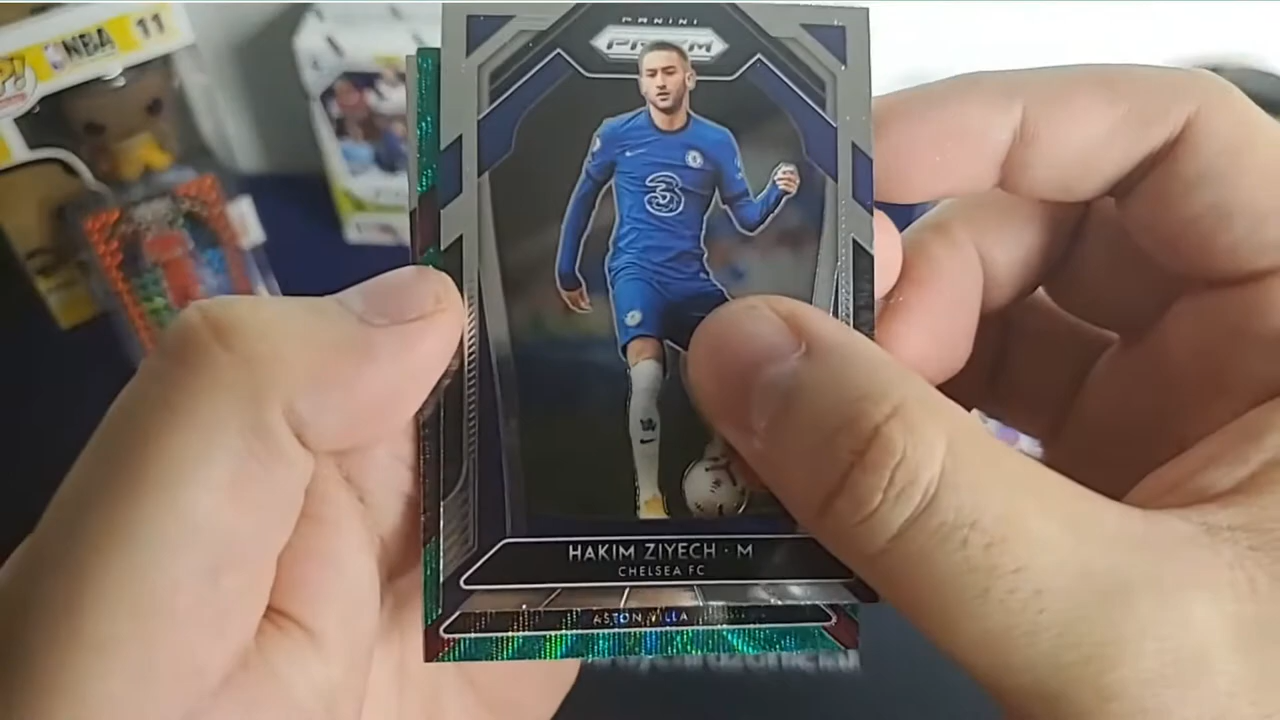 NBA
11
P!
PANINI
PRIZM
3
HAKIM ZIYECH · M
CHELSEA FC
ASTON VILLA